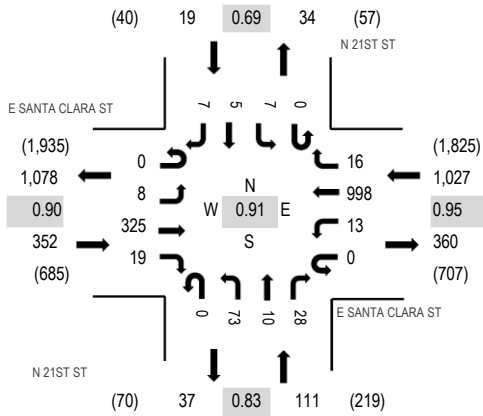 (40) 19 0.69 34 (57)
N 21ST ST
E SANTA CLARA ST
7 5 7 0
(1,935) (1,825)
0 16
1,078 1,027
8 N 998
0.90 W 0.91 E 0.95
325 S 13
352 360
19 0
(685) (707)
0 73 10 28
E SANTA CLARA ST
N 21ST ST
(70) 37 0.83 111 (219)